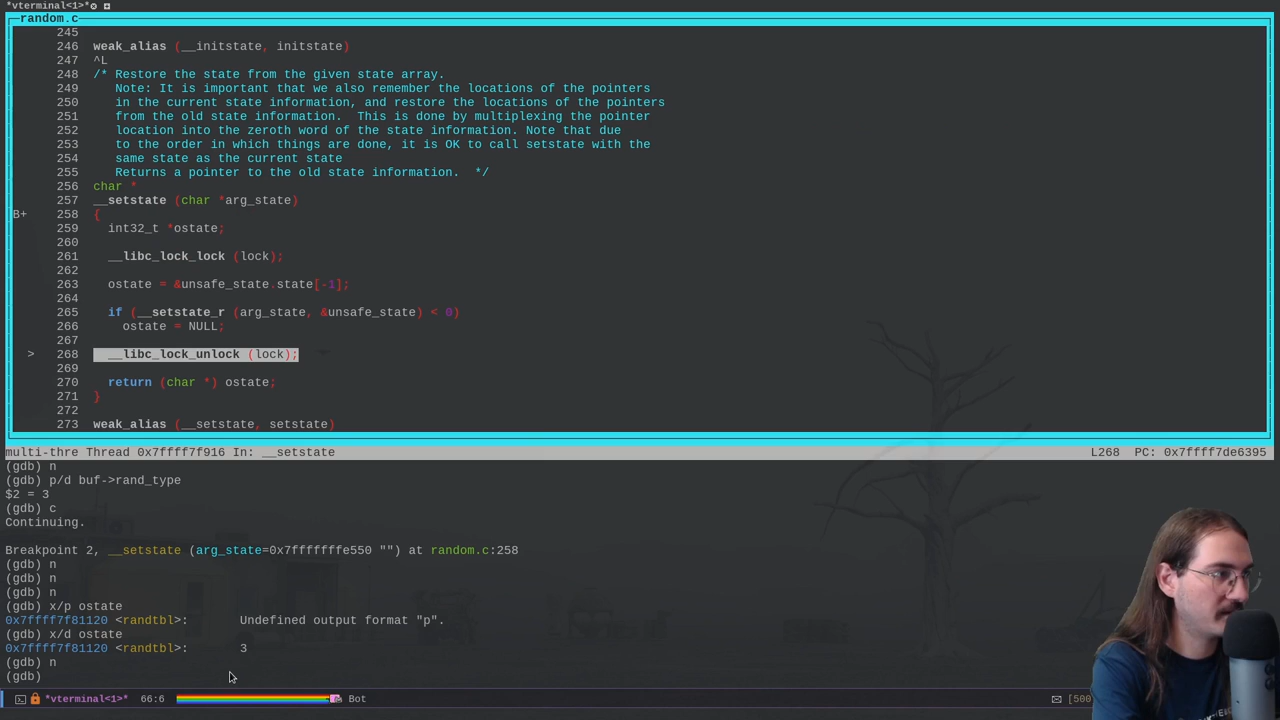 *vterminal<1>*
random.c
245
246 weak_alias (__initstate, initstate)
247 ^L
248 /* Restore the state from the given state array.
249 Note: It is important that we also remember the locations of the pointers
250 in the current state information, and restore the locations of the pointers
251 from the old state information.  This is done by multiplexing the pointer
252 location into the zeroth word of the state information. Note that due
253 to the order in which things are done, it is OK to call setstate with the
254 same state as the current state
255 Returns a pointer to the old state information.  */
256 char *
257 __setstate (char *arg_state)
B+ 258 {
259 int32_t *ostate;
260
261 __libc_lock_lock (lock);
262
263 ostate = &unsafe_state.state[-1];
264
265 if (__setstate_r (arg_state, &unsafe_state) < 0)
266 ostate = NULL;
267
> 268 __libc_lock_unlock (lock);
269
270 return (char *) ostate;
271 }
272
273 weak_alias (__setstate, setstate)
multi-thre Thread 0x7ffff7f916 In: __setstate L268 PC: 0x7ffff7de6395
(gdb) n
(gdb) p/d buf->rand_type
$2 = 3
(gdb) c
Continuing.
Breakpoint 2, __setstate (arg_state=0x7fffffffe550 "") at random.c:258
(gdb) n
(gdb) n
(gdb) n
(gdb) x/p ostate
0x7ffff7f81120 <randtbl>: Undefined output format "p".
(gdb) x/d ostate
0x7ffff7f81120 <randtbl>: 3
(gdb) n
(gdb)
*vterminal<1>* 66:6 Bot [500